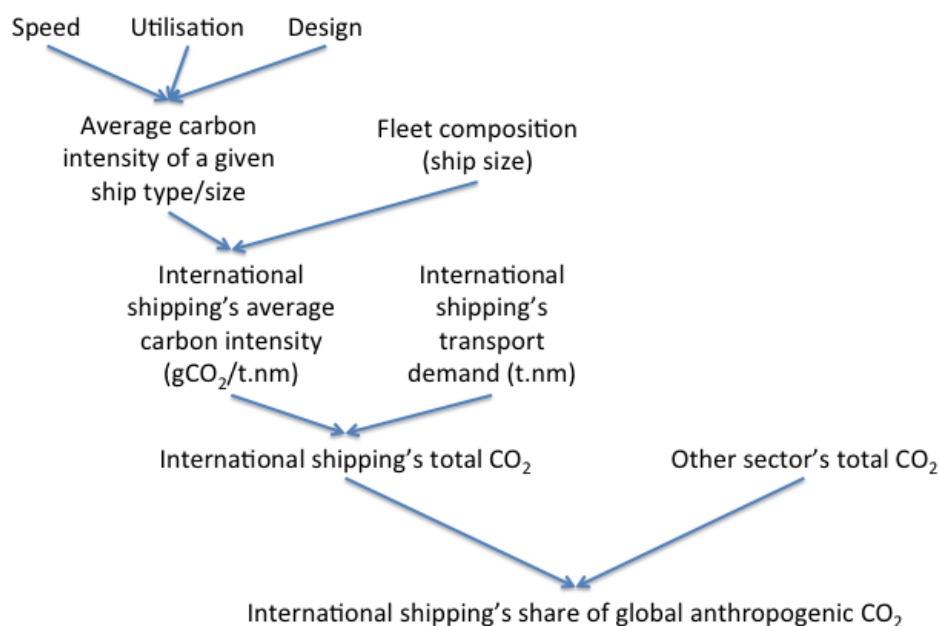 Speed
Utilisation
Design
Average carbon
intensity of a given
ship type/size
Fleet composition
(ship size)
International
shipping's average
carbon intensity
(gCO₂/t.nm)
International
shipping's
transport
demand (t.nm)
International shipping's total CO₂
Other sector's total CO₂
International shipping's share of global anthropogenic CO₂